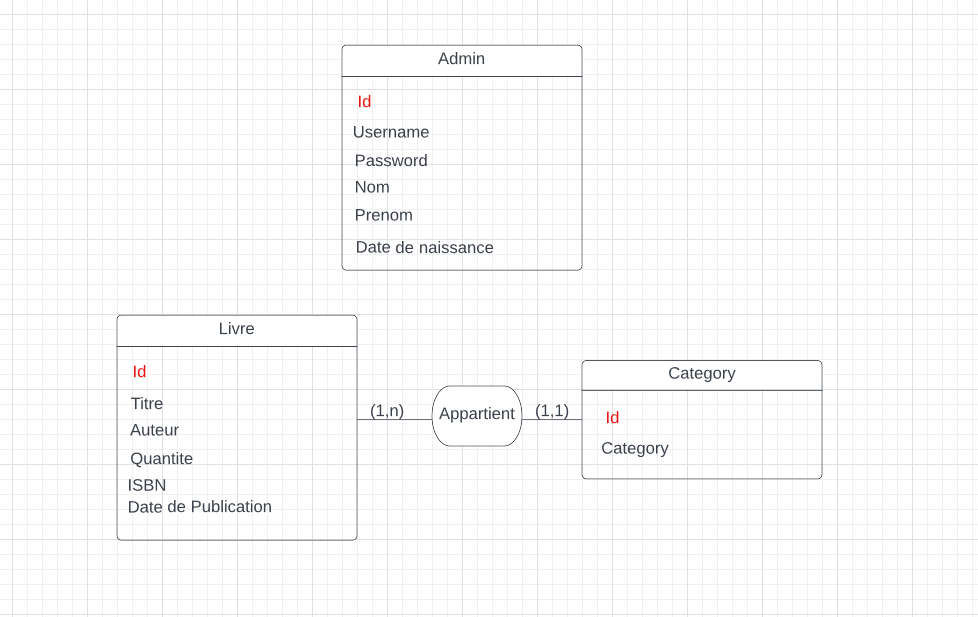 Admin
Id
Username
Password
Nom
Prenom
Date de naissance
Livre
Id
Titre
Auteur
Quantite
ISBN
Date de Publication
(1,n)
Appartient
(1,1)
Category
Id
Category